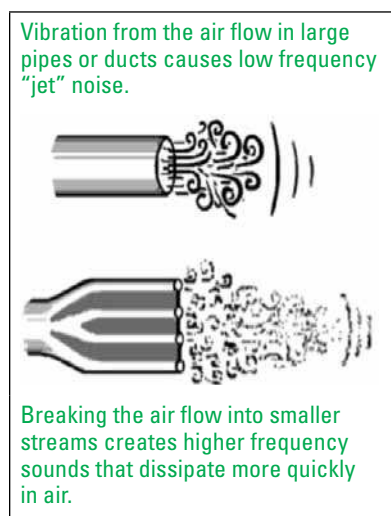 Vibration from the air flow in large
pipes or ducts causes low frequency
“jet” noise.
Breaking the air flow into smaller
streams creates higher frequency
sounds that dissipate more quickly
in air.